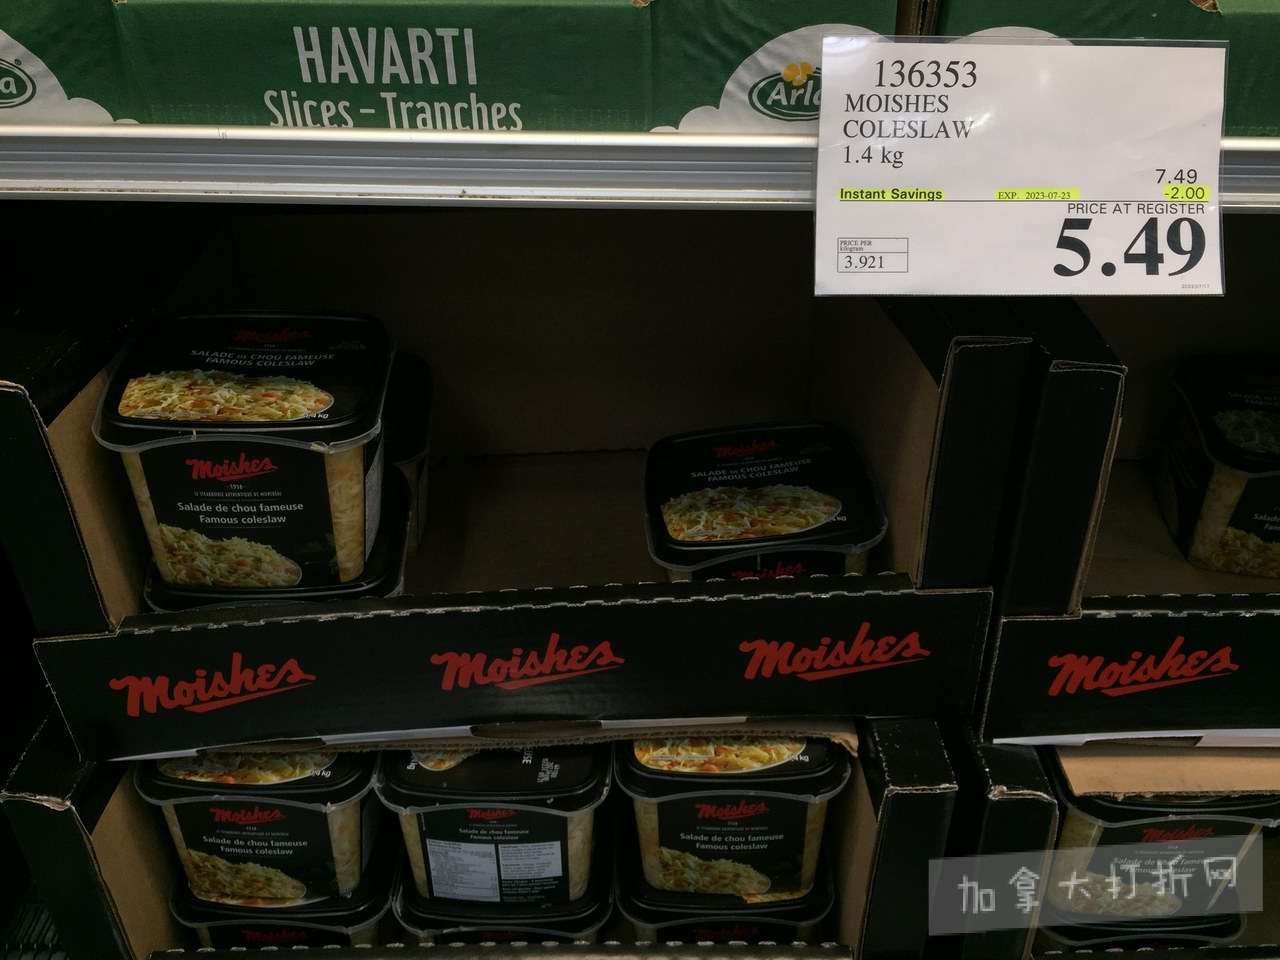 HAVARTI
Slices – Tranches
Arla
136353
MOISHES
COLESLAW
1.4 kg
7.49
Instant Savings
EXP. 2023-07-23
-2.00
PRICE AT REGISTER
5.49
PRICE PER
kilogram
3.921
Moishes
SALADE DE CHOU FAMEUSE
FAMOUS COLESLAW
Moishes
1938
Salade de chou fameuse
Famous coleslaw
Moishes
SALADE DE CHOU FAMEUSE
FAMOUS COLESLAW
Moishes
Moishes
Moishes
Moishes
Moishes
Moishes
Salade de chou fameuse
Famous coleslaw
Moishes
Salade de chou fameuse
Famous coleslaw
Moishes
Salade de chou fameuse
Famous coleslaw
Moishes
加拿大打折网